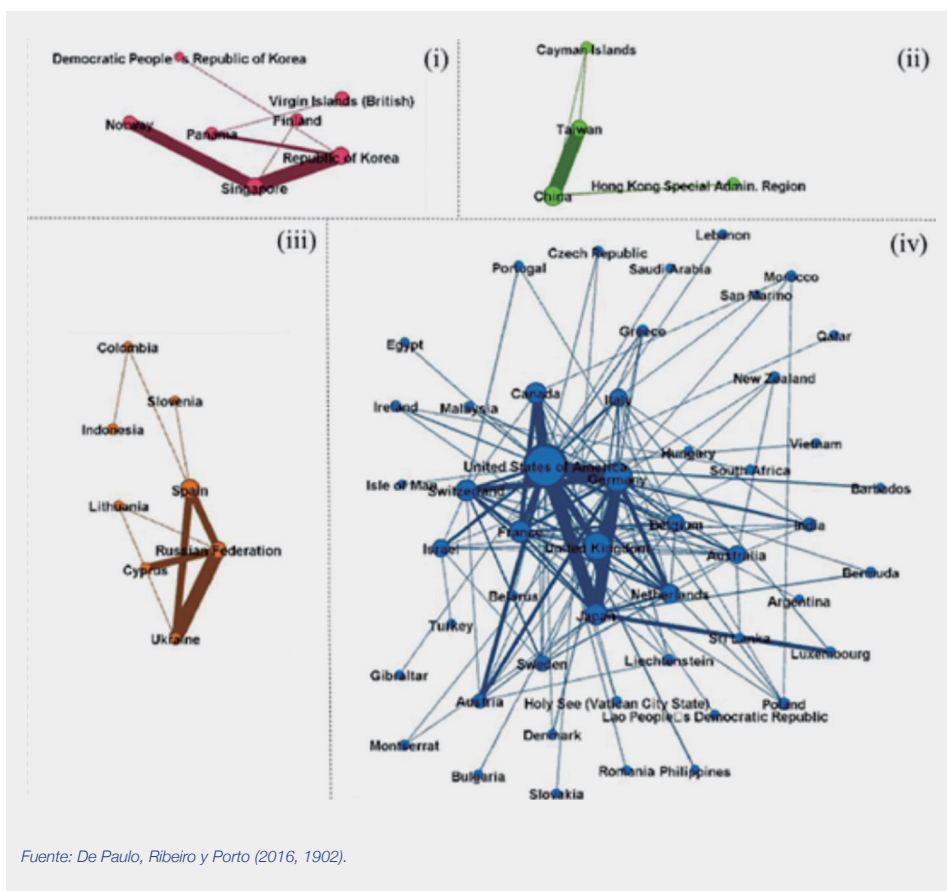 (i)
Democratic People s Republic of Korea
Virgin Islands (British)
Norway
Finland
Panama
Republic of Korea
Singapore
(ii)
Cayman Islands
Taiwan
Hong Kong Special Admin. Region
China
(iii)
Colombia
Slovenia
Indonesia
Spain
Lithuania
Russian Federation
Cyprus
Ukraine
(iv)
Lebanon
Czech Republic
Portugal
Saudi Arabia
Morocco
San Marino
Greece
Qatar
Egypt
New Zealand
Canada
Italy
Ireland
Malaysia
Vietnam
Hungary
United States of America
South Africa
Germany
Isle of Man
Switzerland
Barbados
Belgium
India
France
Israel
United Kingdom
Australia
Bermuda
Belarus
Netherlands
Argentina
Japan
Turkey
Sri Lanka
Luxembourg
Sweden
Liechtenstein
Gibraltar
Austria
Holy See (Vatican City State)
Poland
Lao People□s Democratic Republic
Denmark
Montserrat
Bulgaria
Romania
Philippines
Slovakia
Fuente: De Paulo, Ribeiro y Porto (2016, 1902).